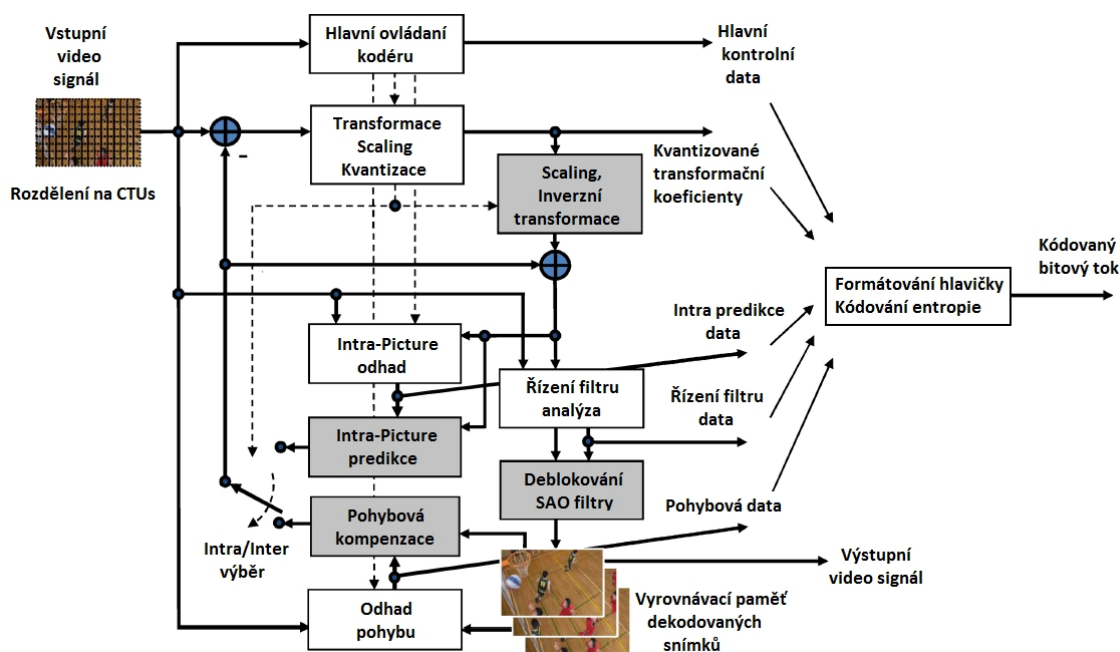 Vstupní
video
signál
Rozdělení na CTUs
Hlavní ovládaní
kodéru
Hlavní
kontrolní
data
Transformace
Scaling
Kvantizace
-
Scaling,
Inverzní
transformace
Kvantizované
transformační
koeficienty
Kódovaný
bitový tok
Formátování hlavičky
Kódování entropie
Intra predikce
data
Intra-Picture
odhad
Řízení filtru
analýza
Řízení filtru
data
Intra-Picture
predikce
Deblokování
SAO filtry
Pohybová
kompenzace
Pohybová data
Intra/Inter
výběr
Výstupní
video signál
Odhad
pohybu
Vyrovnávací paměť
dekodovaných
snímků